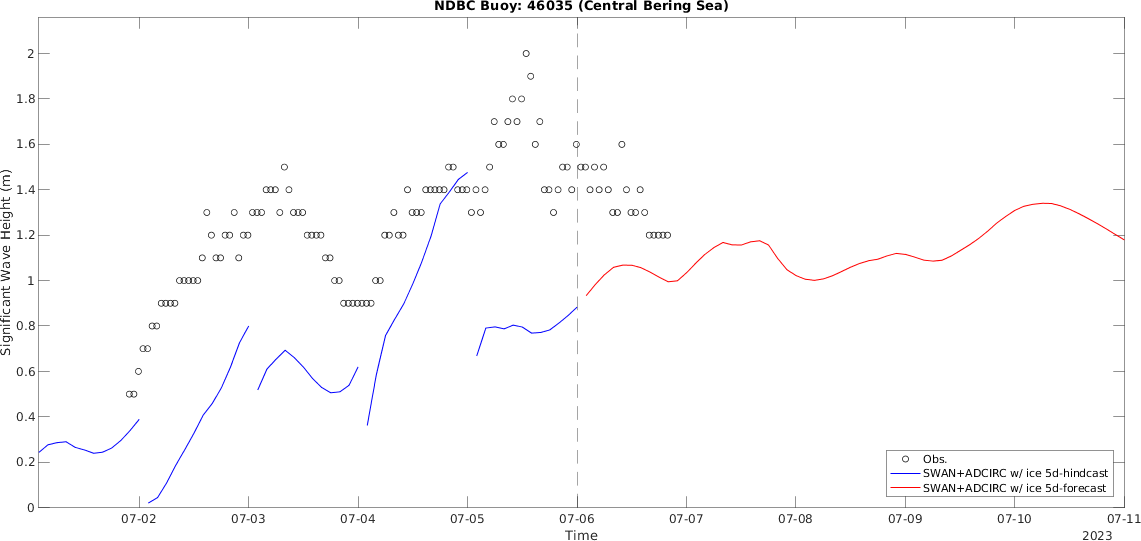 NDBC Buoy: 46035 (Central Bering Sea)
Significant Wave Height (m)
2
1.8
1.6
1.4
1.2
1
0.8
0.6
0.4
0.2
0
Obs.
SWAN+ADCIRC w/ ice 5d-hindcast
SWAN+ADCIRC w/ ice 5d-forecast
07-02 07-03 07-04 07-05 07-06 07-07 07-08 07-09 07-10 07-11
Time
2023